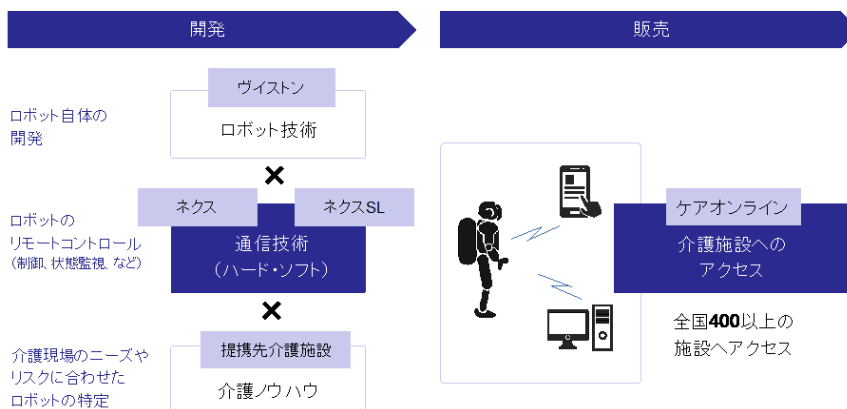 開発
販売
ロボット自体の
開発
ヴイストン
ロボット技術
×
ロボットの
リモートコントロール
(制御、状態監視、など)
ネクス
ネクスSL
通信技術
(ハード・ソフト)
×
介護現場のニーズや
リスクに合わせた
ロボットの特定
提携先介護施設
介護ノウハウ
ケアオンライン
介護施設への
アクセス
全国400以上の
施設へアクセス